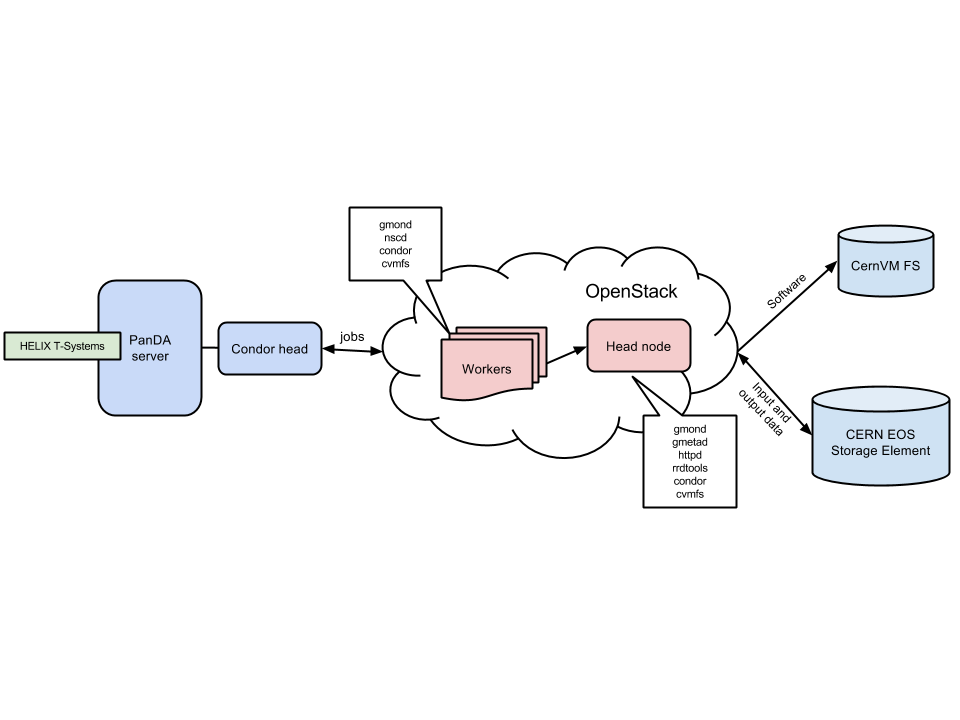 gmond
nscd
condor
cvmfs
HELIX T-Systems
PanDA
server
Condor head
jobs
OpenStack
Workers
Head node
gmond
gmetad
httpd
rrdtools
condor
cvmfs
Software
CernVM FS
Input and
output data
CERN EOS
Storage Element